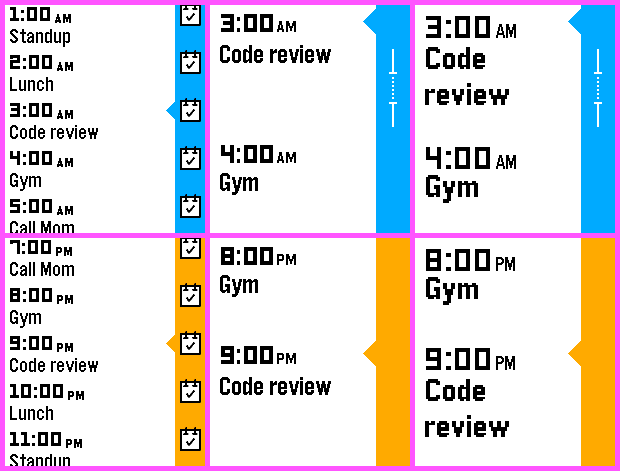 1:00 AM
Standup
2:00 AM
Lunch
3:00 AM
Code review
4:00 AM
Gym
5:00 AM
Call Mom
3:00 AM
Code review
4:00 AM
Gym
3:00 AM
Code
review
4:00 AM
Gym
7:00 PM
Call Mom
8:00 PM
Gym
9:00 PM
Code review
10:00 PM
Lunch
11:00 PM
Standup
8:00 PM
Gym
9:00 PM
Code review
8:00 PM
Gym
9:00 PM
Code
review